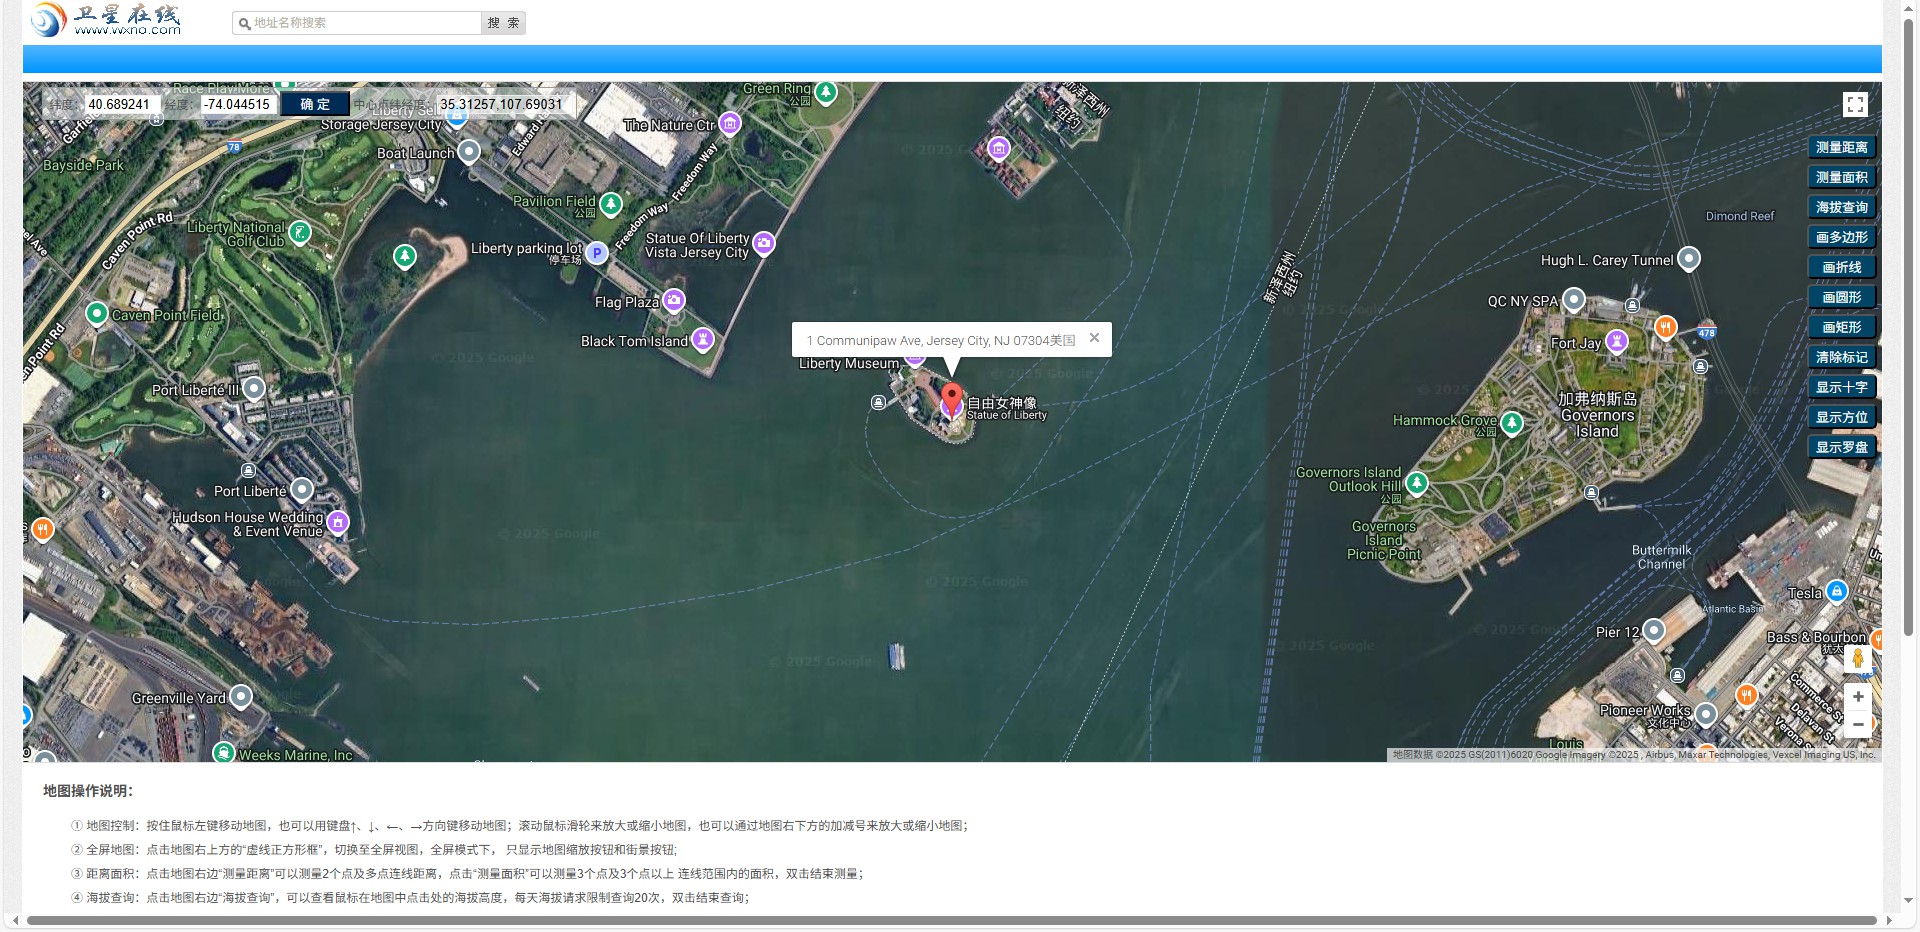 卫星在线
www.wxno.com
地址名称搜索
搜 索
纬度：
40.689241
经度：
-74.044515
确 定
中心点纬经度：
35.31257,107.69031
Race Play More
Green Ring
公园
新泽西州
纽约
Storage Jersey City
The Nature Ctr
78
Boat Launch
Bayside Park
测量距离
测量面积
海拔查询
画多边形
画折线
画圆形
画矩形
清除标记
显示十字
显示方位
显示罗盘
Pavilion Field
公园
Freedom Way
Freedom Way
Caven Point Rd
Liberty National
Golf Club
Liberty parking lot
停车场
Statue Of Liberty
Vista Jersey City
Dimond Reef
Hugh L. Carey Tunnel
新泽西州
纽约
QC NY SPA
Flag Plaza
Caven Point Field
Black Tom Island
478
Fort Jay
1 Communipaw Ave, Jersey City, NJ 07304美国
Liberty Museum
Port Liberté III
自由女神像
Statue of Liberty
加弗纳斯岛
Governors
Island
Hammock Grove
公园
Governors Island
Outlook Hill
公园
Port Liberté
Hudson House Wedding
& Event Venue
Governors
Island
Picnic Point
Buttermilk
Channel
Tesla
Atlantic Basin
Pier 12
Bass & Bourbon
Greenville Yard
Commerce St
Delavan St
Verona S
Pioneer Works
文化中心
Louis
Weeks Marine, Inc
© 2025 Google
地图数据 ©2025 GS(2011)6020 Google Imagery ©2025 , Airbus, Maxar Technologies, Vexcel Imaging US, Inc.
地图操作说明：
① 地图控制：按住鼠标左键移动地图，也可以用键盘↑、↓、←、→方向键移动地图；滚动鼠标滑轮来放大或缩小地图，也可以通过地图右下方的加减号来放大或缩小地图；
② 全屏地图：点击地图右上方的“虚线正方形框”，切换至全屏视图，全屏模式下， 只显示地图缩放按钮和街景按钮;
③ 距离面积：点击地图右边“测量距离”可以测量2个点及多点连线距离，点击“测量面积”可以测量3个点及3个点以上 连线范围内的面积，双击结束测量；
④ 海拔查询：点击地图右边“海拔查询”，可以查看鼠标在地图中点击处的海拔高度，每天海拔请求限制查询20次，双击结束查询；